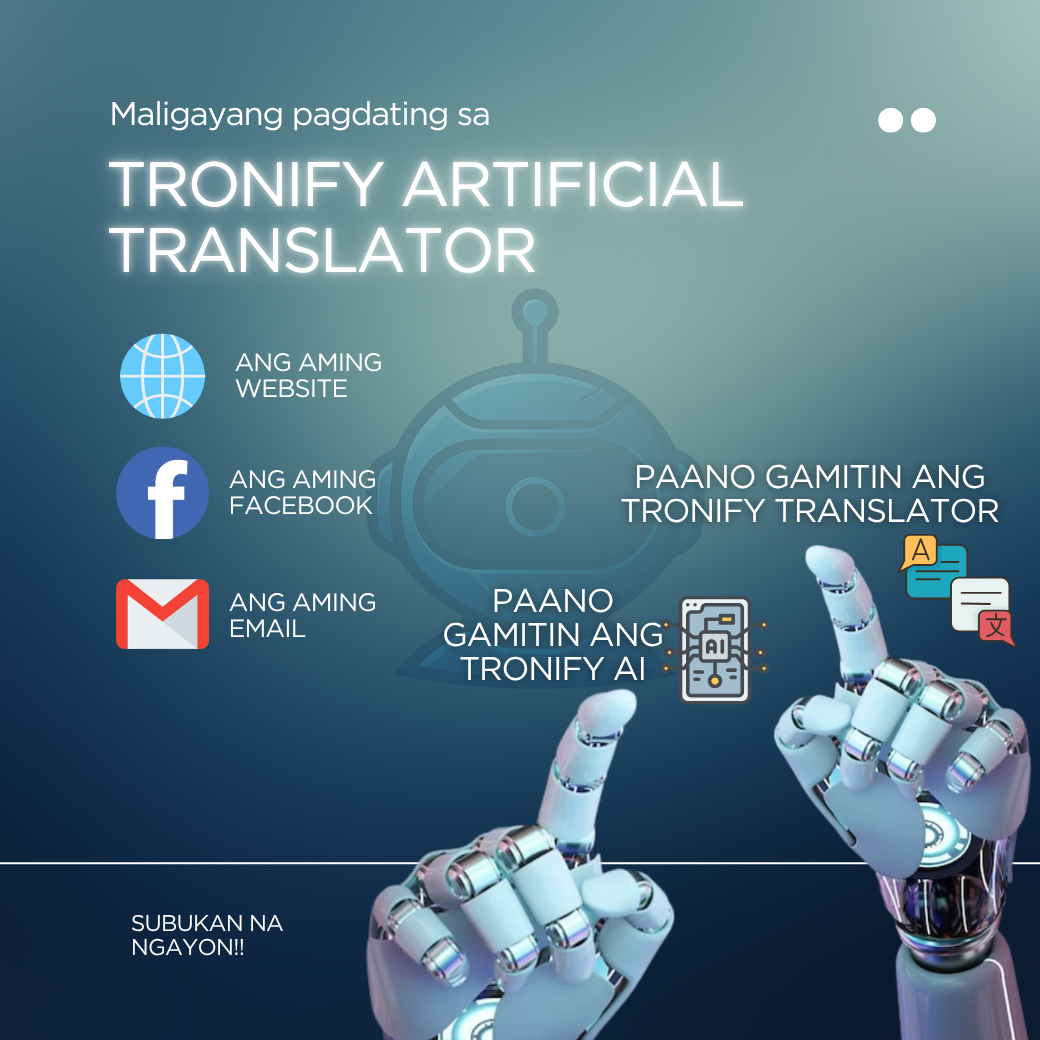 Maligayang pagdating sa
TRONIFY ARTIFICIAL
TRANSLATOR
ANG AMING
WEBSITE
ANG AMING
FACEBOOK
ANG AMING
EMAIL
PAANO GAMITIN ANG
TRONIFY TRANSLATOR
A
文
PAANO
GAMITIN ANG
TRONIFY AI
AI
SUBUKAN NA
NGAYON!!